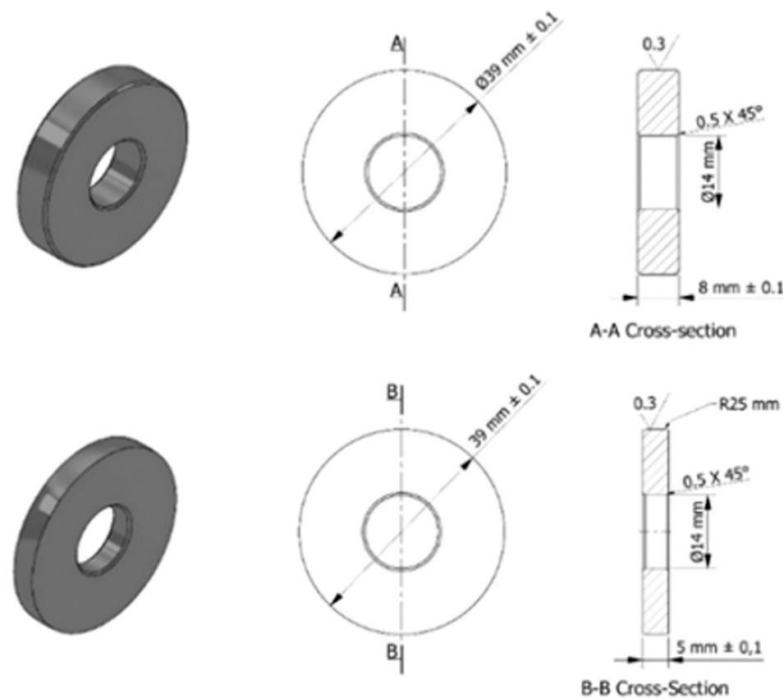 A
Ø39 mm ± 0.1
0.3
0.5 X 45°
Ø14 mm
A
8 mm ± 0.1
A-A Cross-section
B
39 mm ± 0.1
0.3
R25 mm
0.5 X 45°
Ø14 mm
B
5 mm ± 0,1
B-B Cross-Section